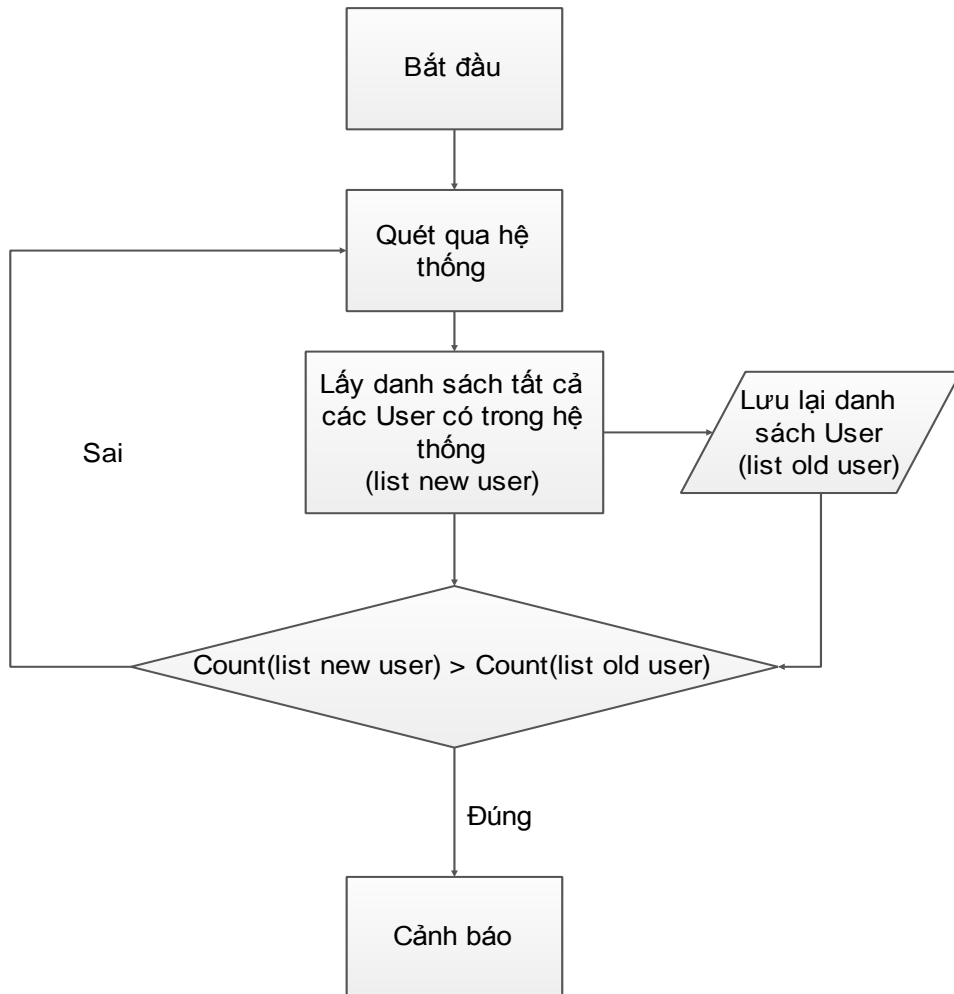 Bắt đầu
Quét qua hệ
thống
Lấy danh sách tất cả
các User có trong hệ
thống
(list new user)
Lưu lại danh
sách User
(list old user)
Sai
Count(list new user) > Count(list old user)
Đúng
Cảnh báo